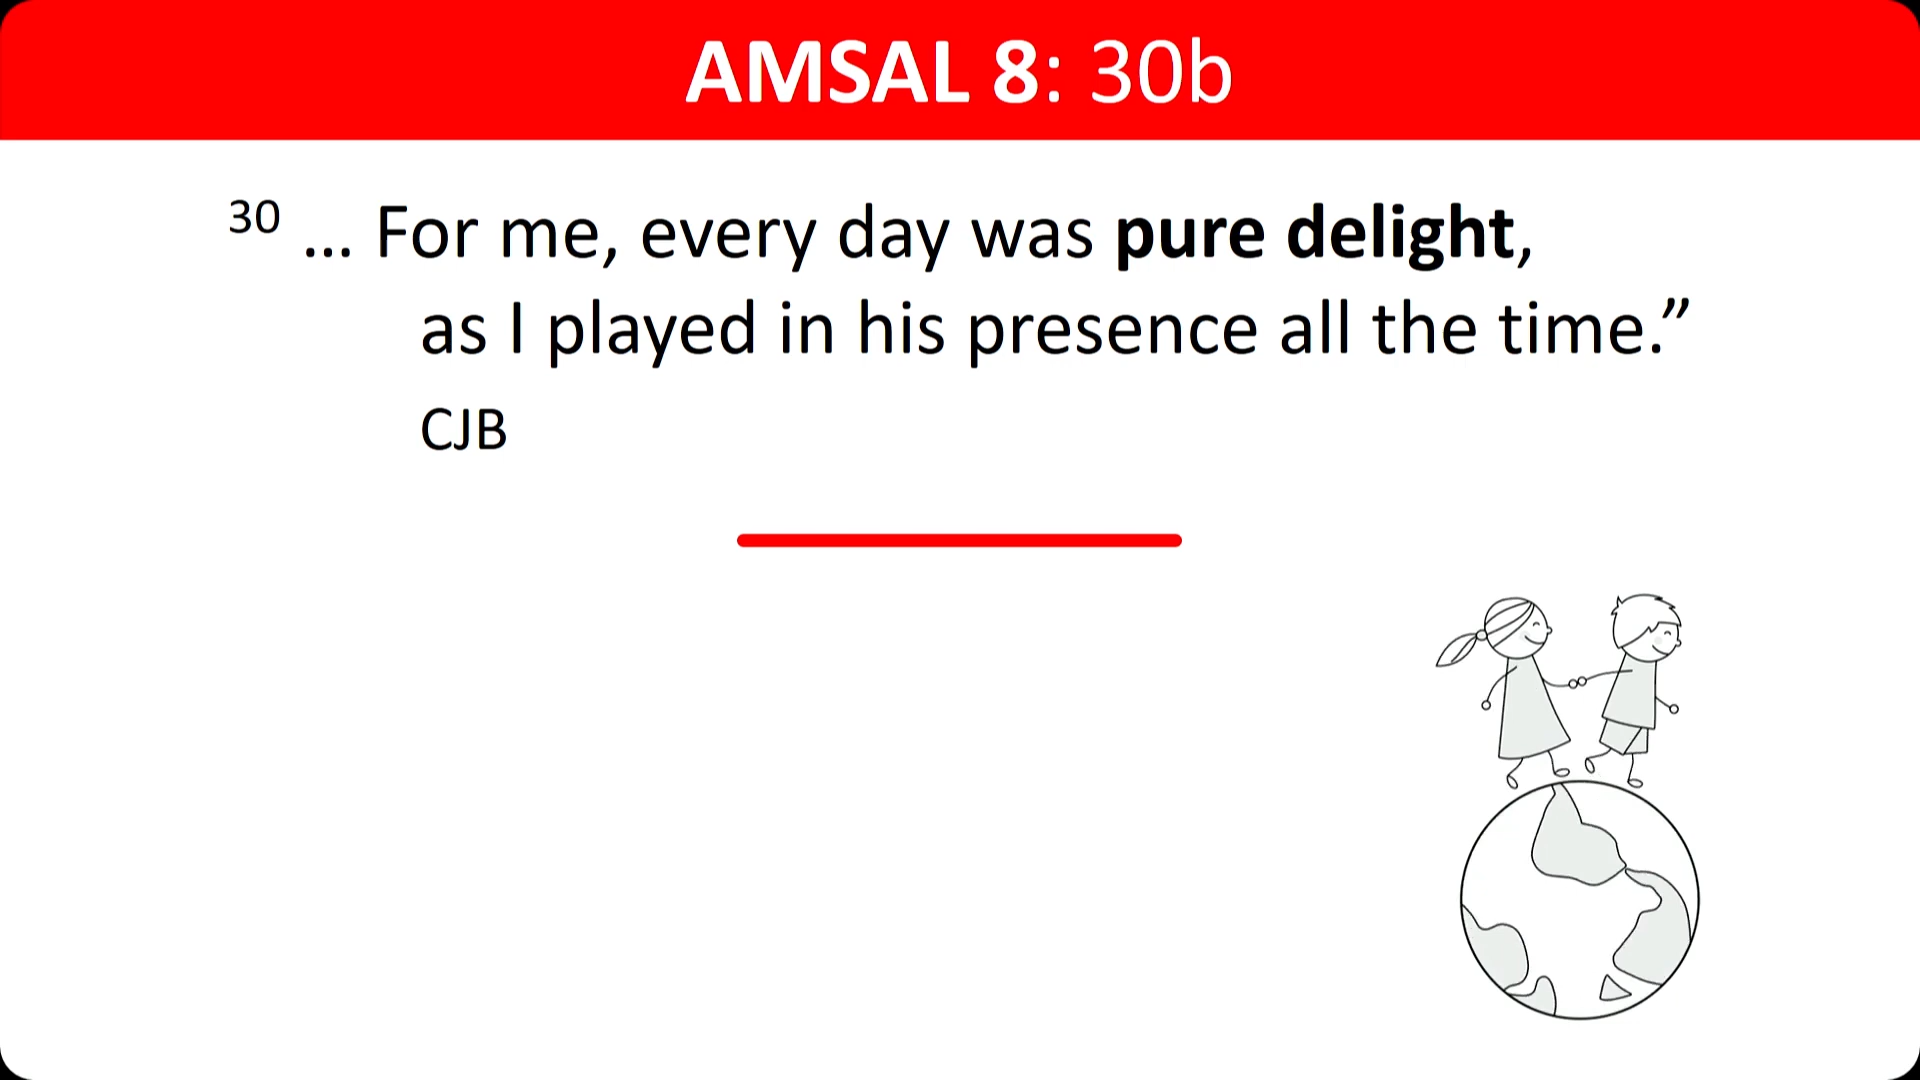 AMSAL 8: 30b
30 ... For me, every day was pure delight,
as I played in his presence all the time.”
CJB